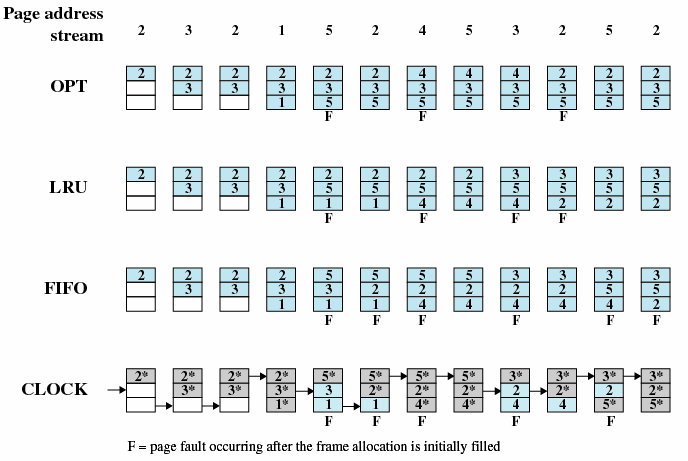 Page address
stream 2 3 2 1 5 2 4 5 3 2 5 2
2 2 2 2 2 2 4 4 4 2 2 2
OPT 3 3 3 3 3 3 3 3 3 3 3
1 5 5 5 5 5 5 5 5
F F F
2 2 2 2 2 2 2 2 3 3 3 3
LRU 3 3 3 5 5 5 5 5 5 5 5
1 1 1 4 4 4 2 2 2
F F F F
2 2 2 2 5 5 5 5 3 3 3 3
FIFO 3 3 3 3 2 2 2 2 2 5 5
1 1 1 4 4 4 4 4 2
F F F F F F
2* 2* 2* 2* 5* 5* 5* 5* 3* 3* 3* 3*
CLOCK 3* 3* 3* 3 2* 2* 2* 2 2* 2 2*
1* 1 1 4* 4* 4 4 5* 5*
F F F F F
F = page fault occurring after the frame allocation is initially filled